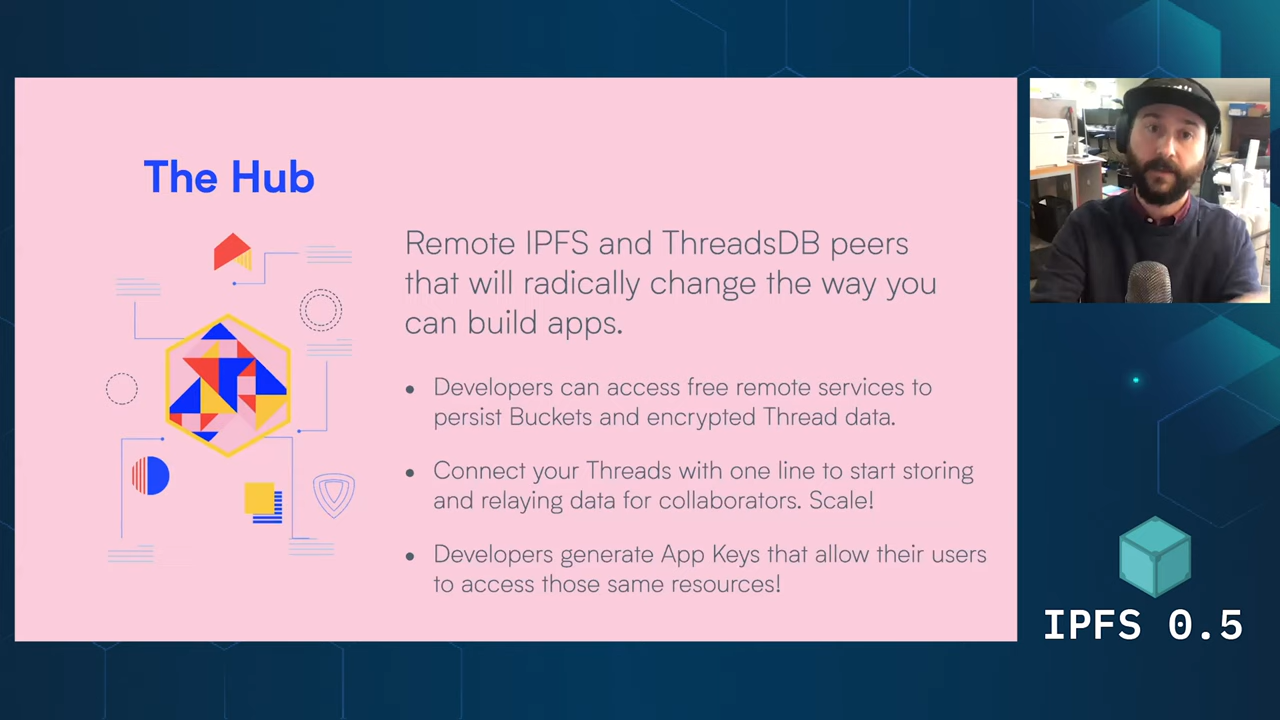 The Hub
Remote IPFS and ThreadsDB peers
that will radically change the way you
can build apps.
• Developers can access free remote services to
persist Buckets and encrypted Thread data.
• Connect your Threads with one line to start storing
and relaying data for collaborators. Scale!
• Developers generate App Keys that allow their users
to access those same resources!
IPFS 0.5